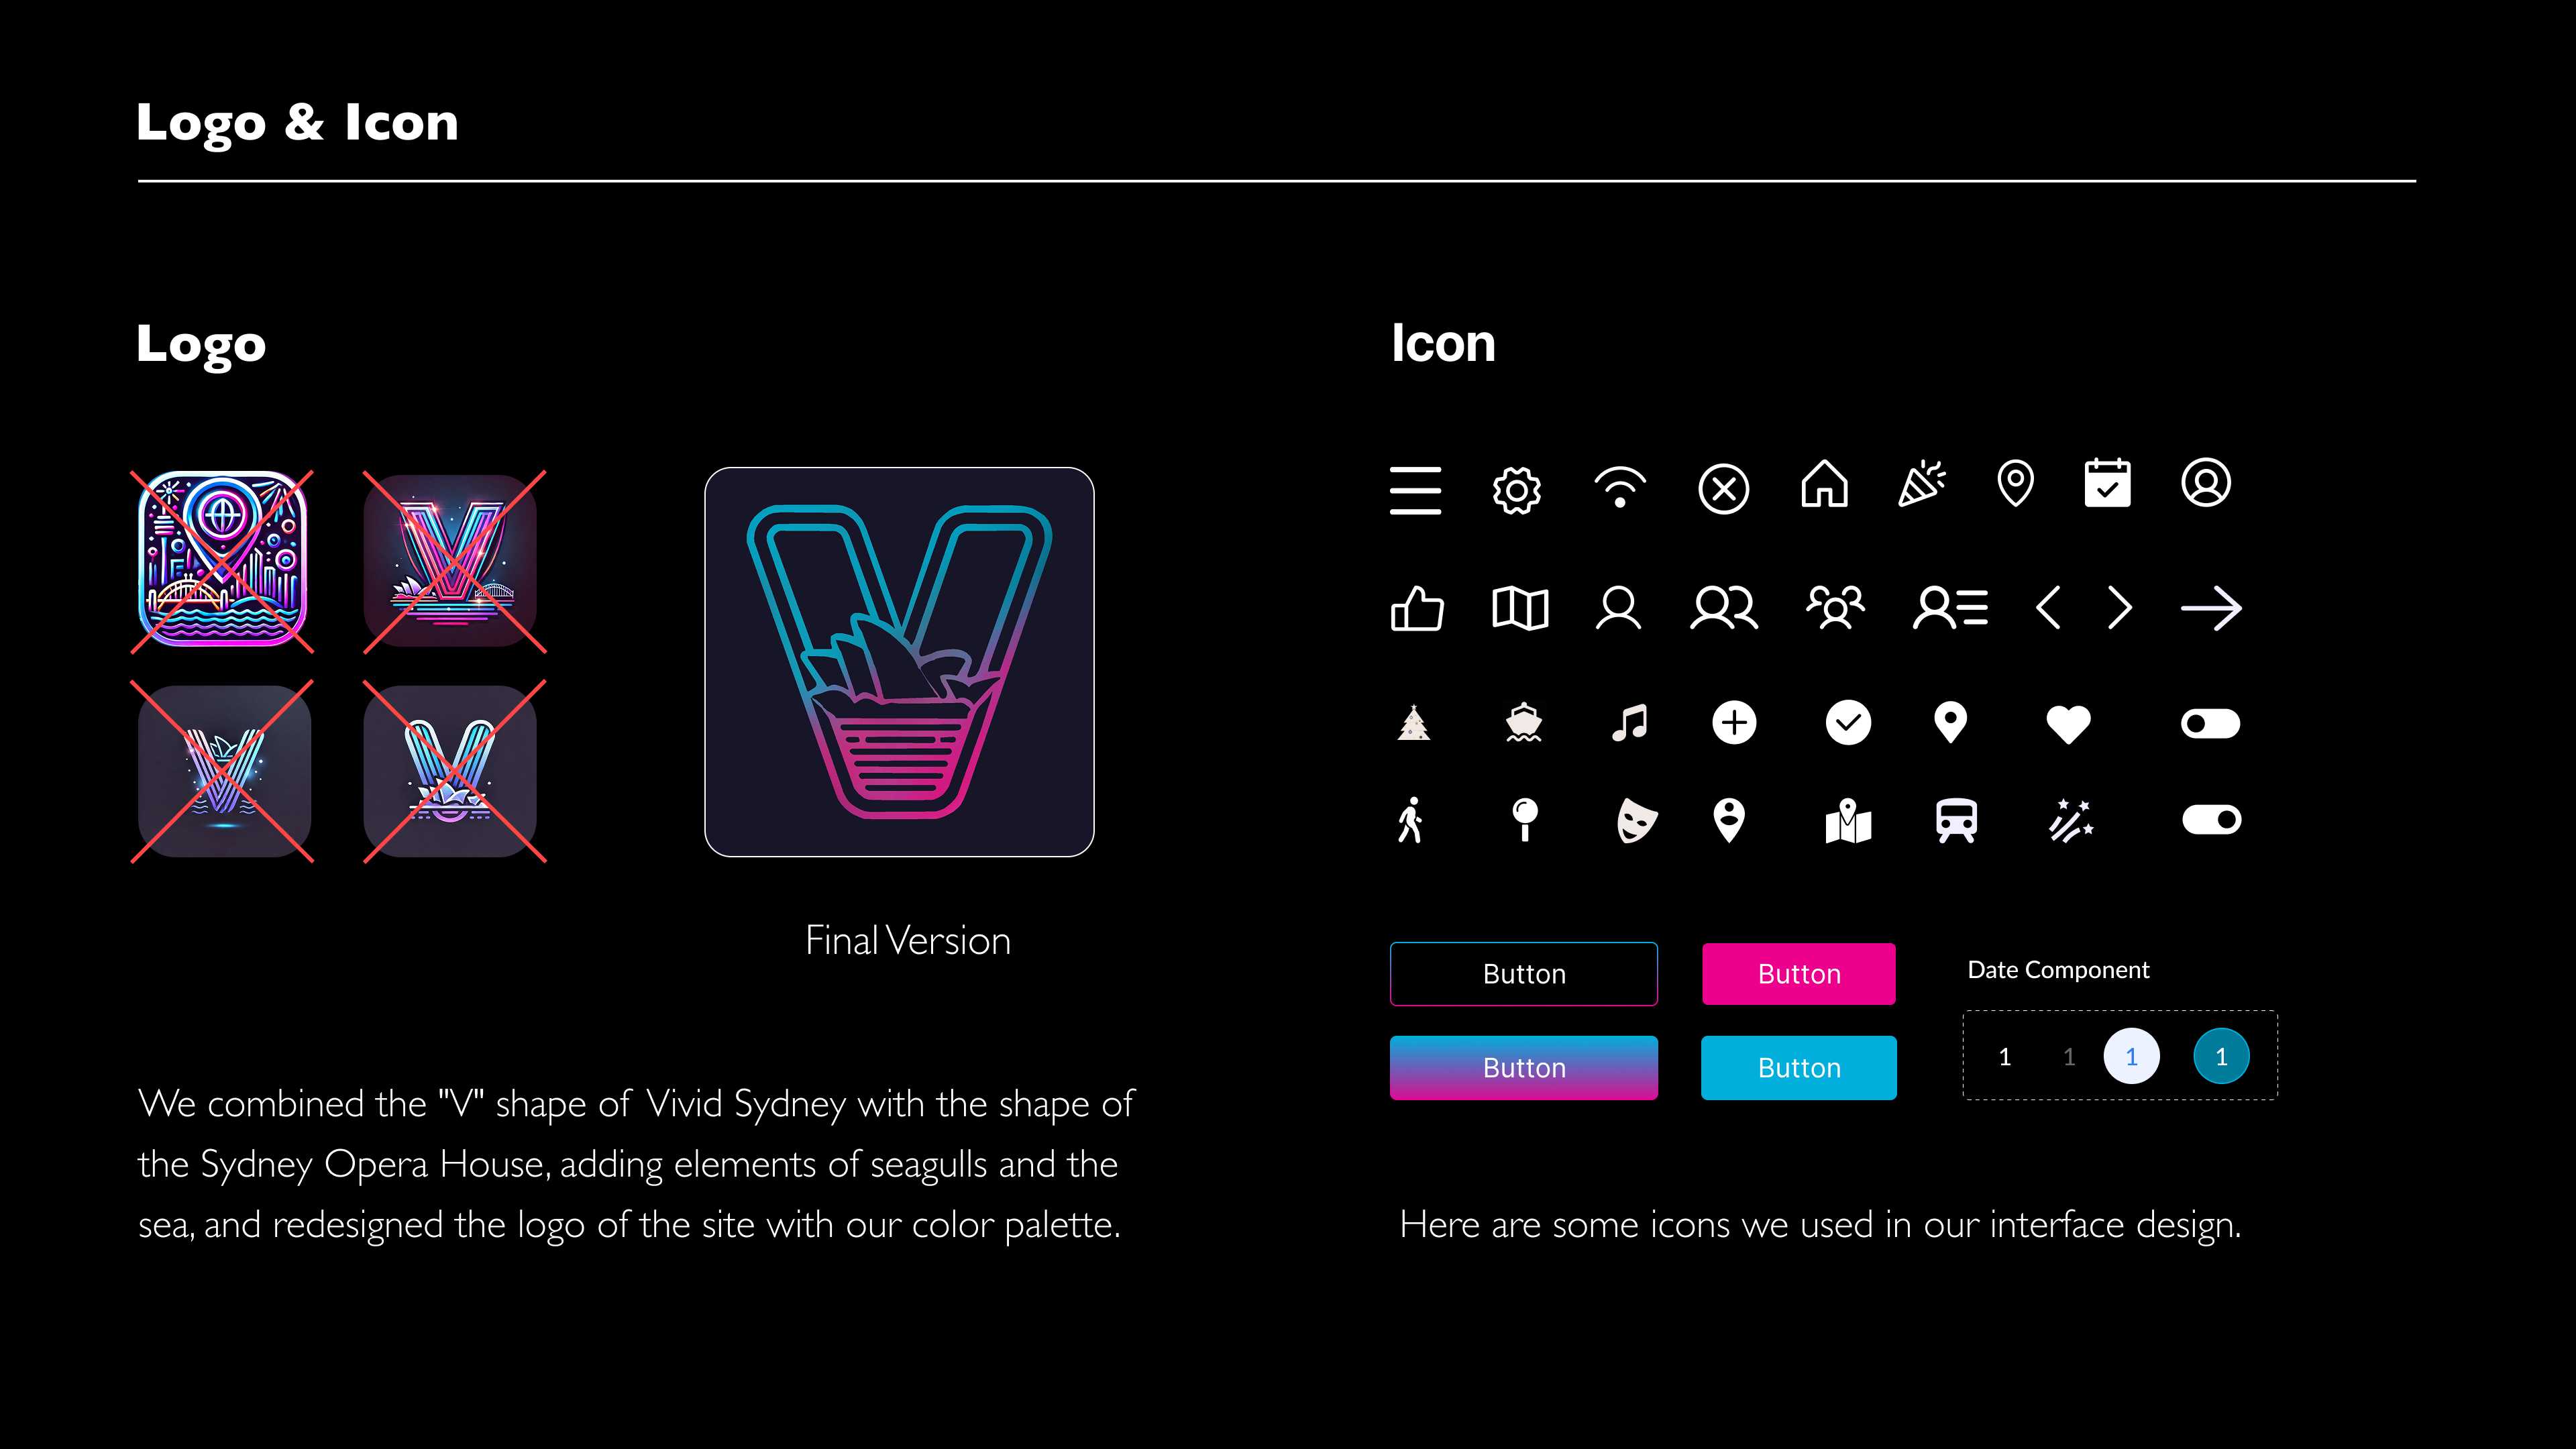 Logo & Icon
Logo
Final Version
We combined the "V" shape of Vivid Sydney with the shape of
the Sydney Opera House, adding elements of seagulls and the
sea, and redesigned the logo of the site with our color palette.
Icon
Button
Button
Button
Button
Date Component
1 1 1 1
Here are some icons we used in our interface design.